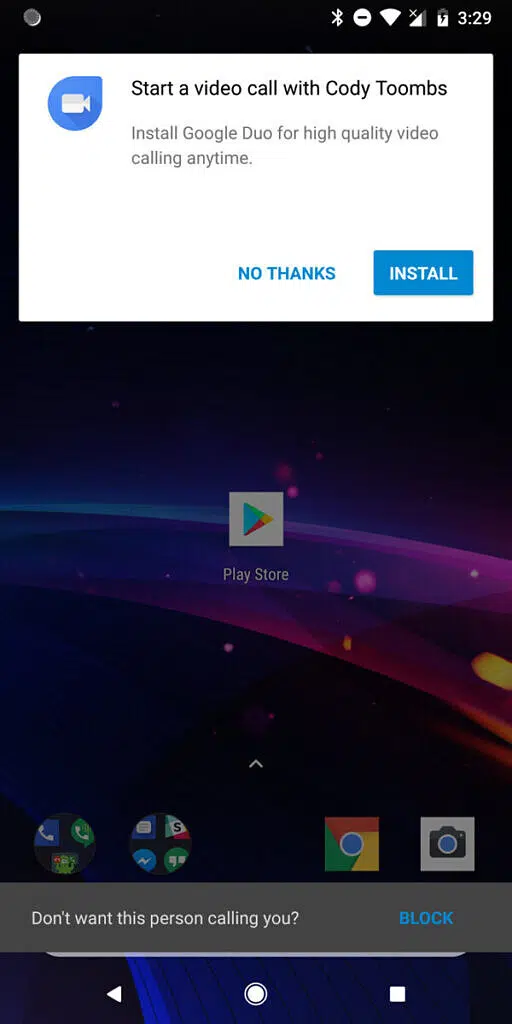 3:29
Start a video call with Cody Toombs
Install Google Duo for high quality video
calling anytime.
NO THANKS
INSTALL
Play Store
S
Don't want this person calling you?
BLOCK